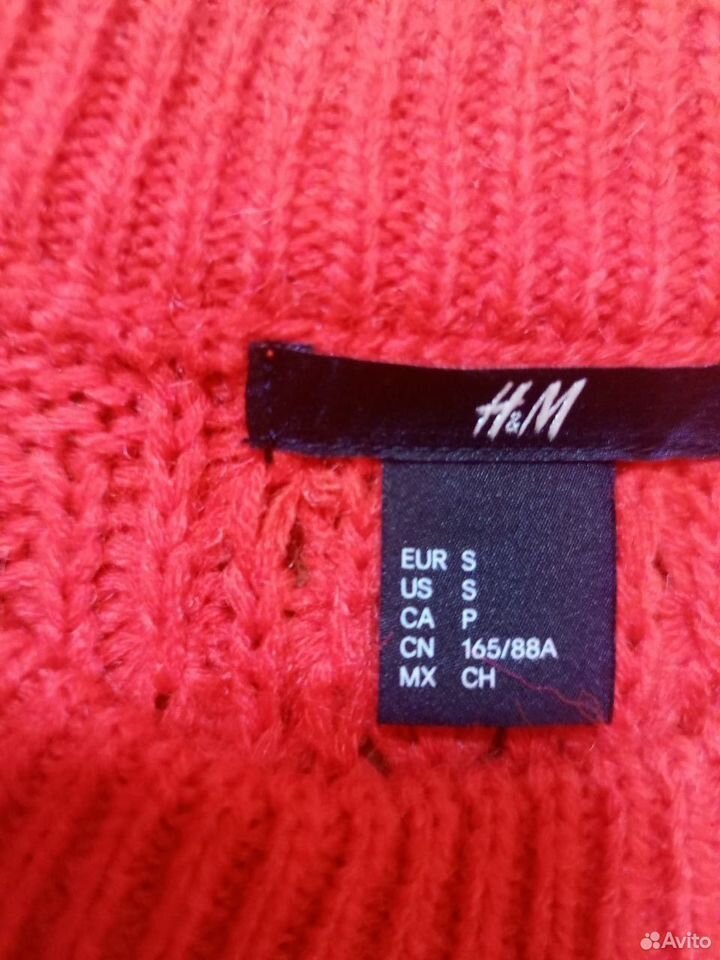 H&M
EUR S
US S
CA P
CN 165/88A
MX CH
Avito